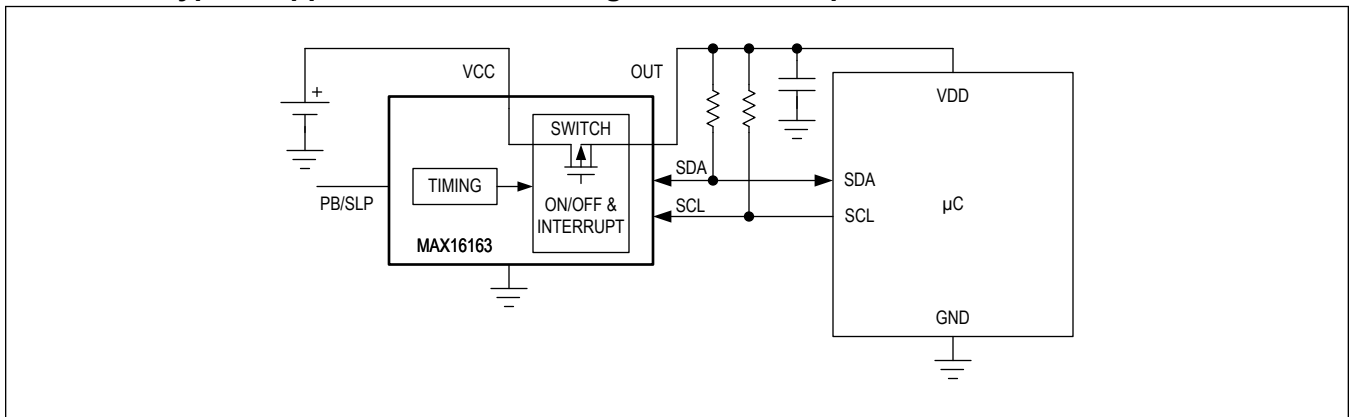 VCC
OUT
VDD
+
SWITCH
TIMING
SDA
SDA
PB/SLP
ON/OFF &
INTERRUPT
SCL
SCL
µC
MAX16163
GND